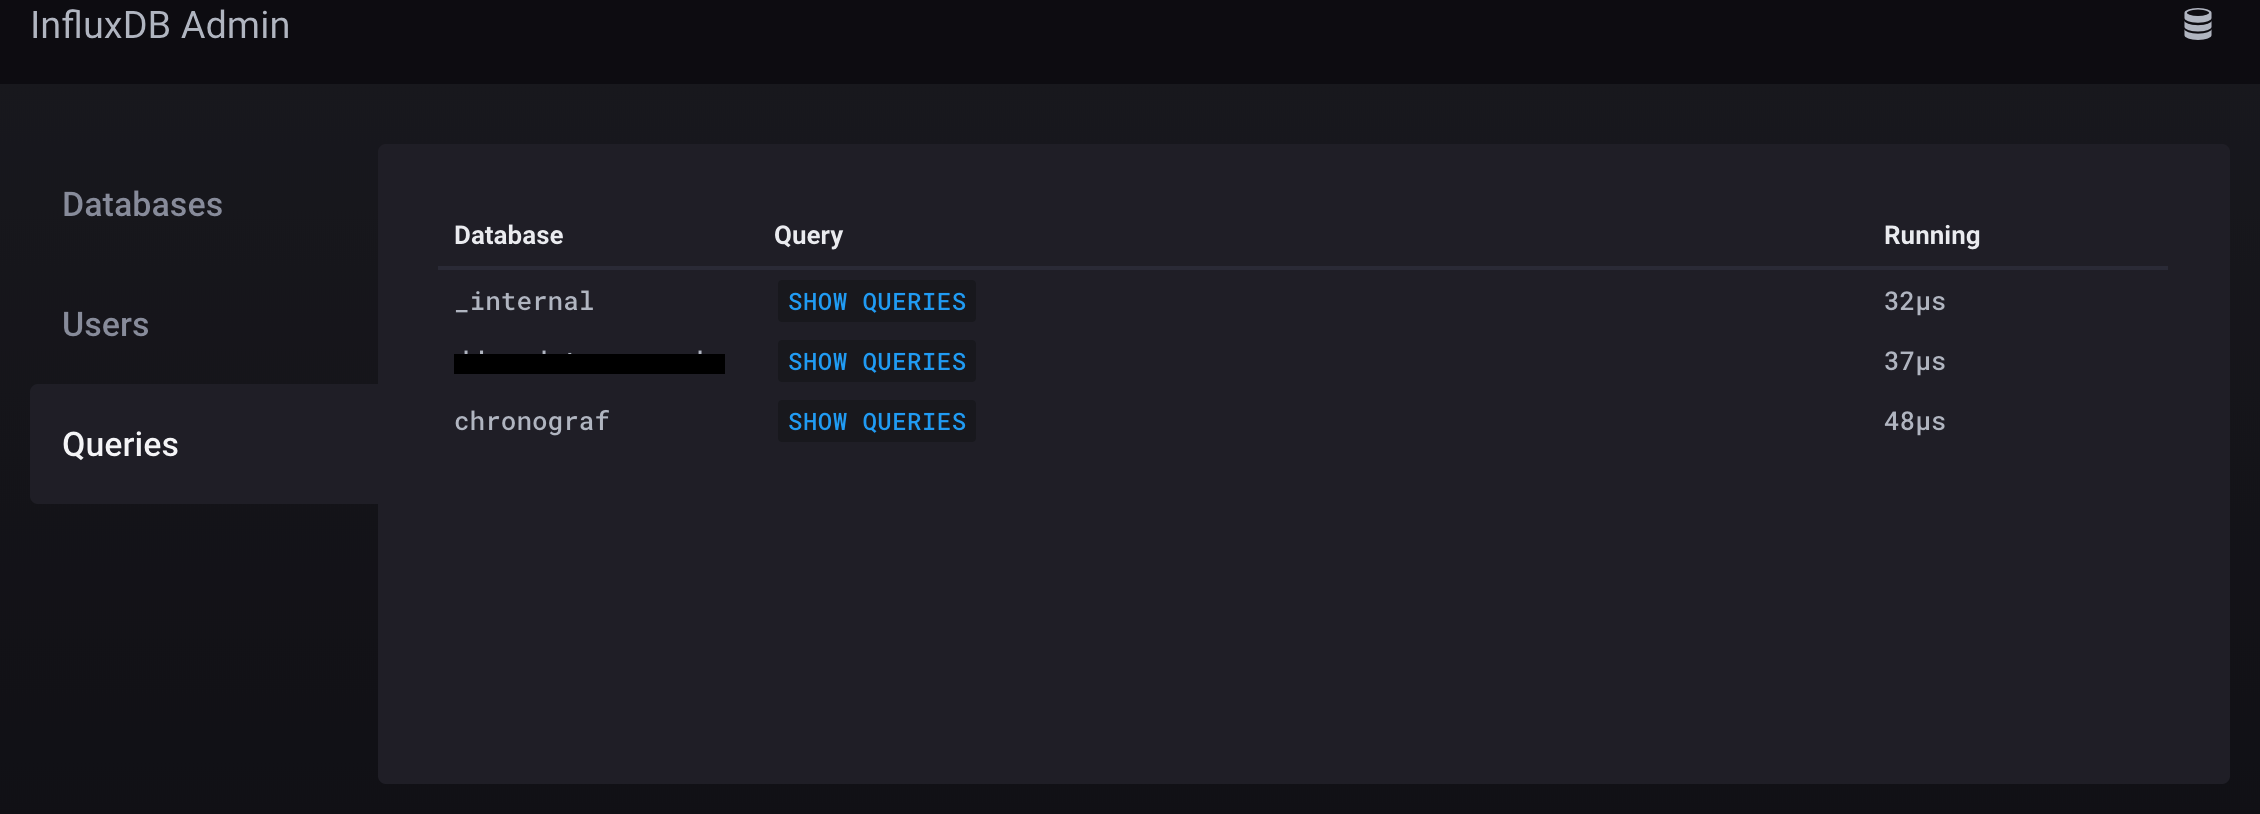 InfluxDB Admin
Databases
Users
Queries
Database Query Running
_internal SHOW QUERIES 32µs
SHOW QUERIES 37µs
chronograf SHOW QUERIES 48µs